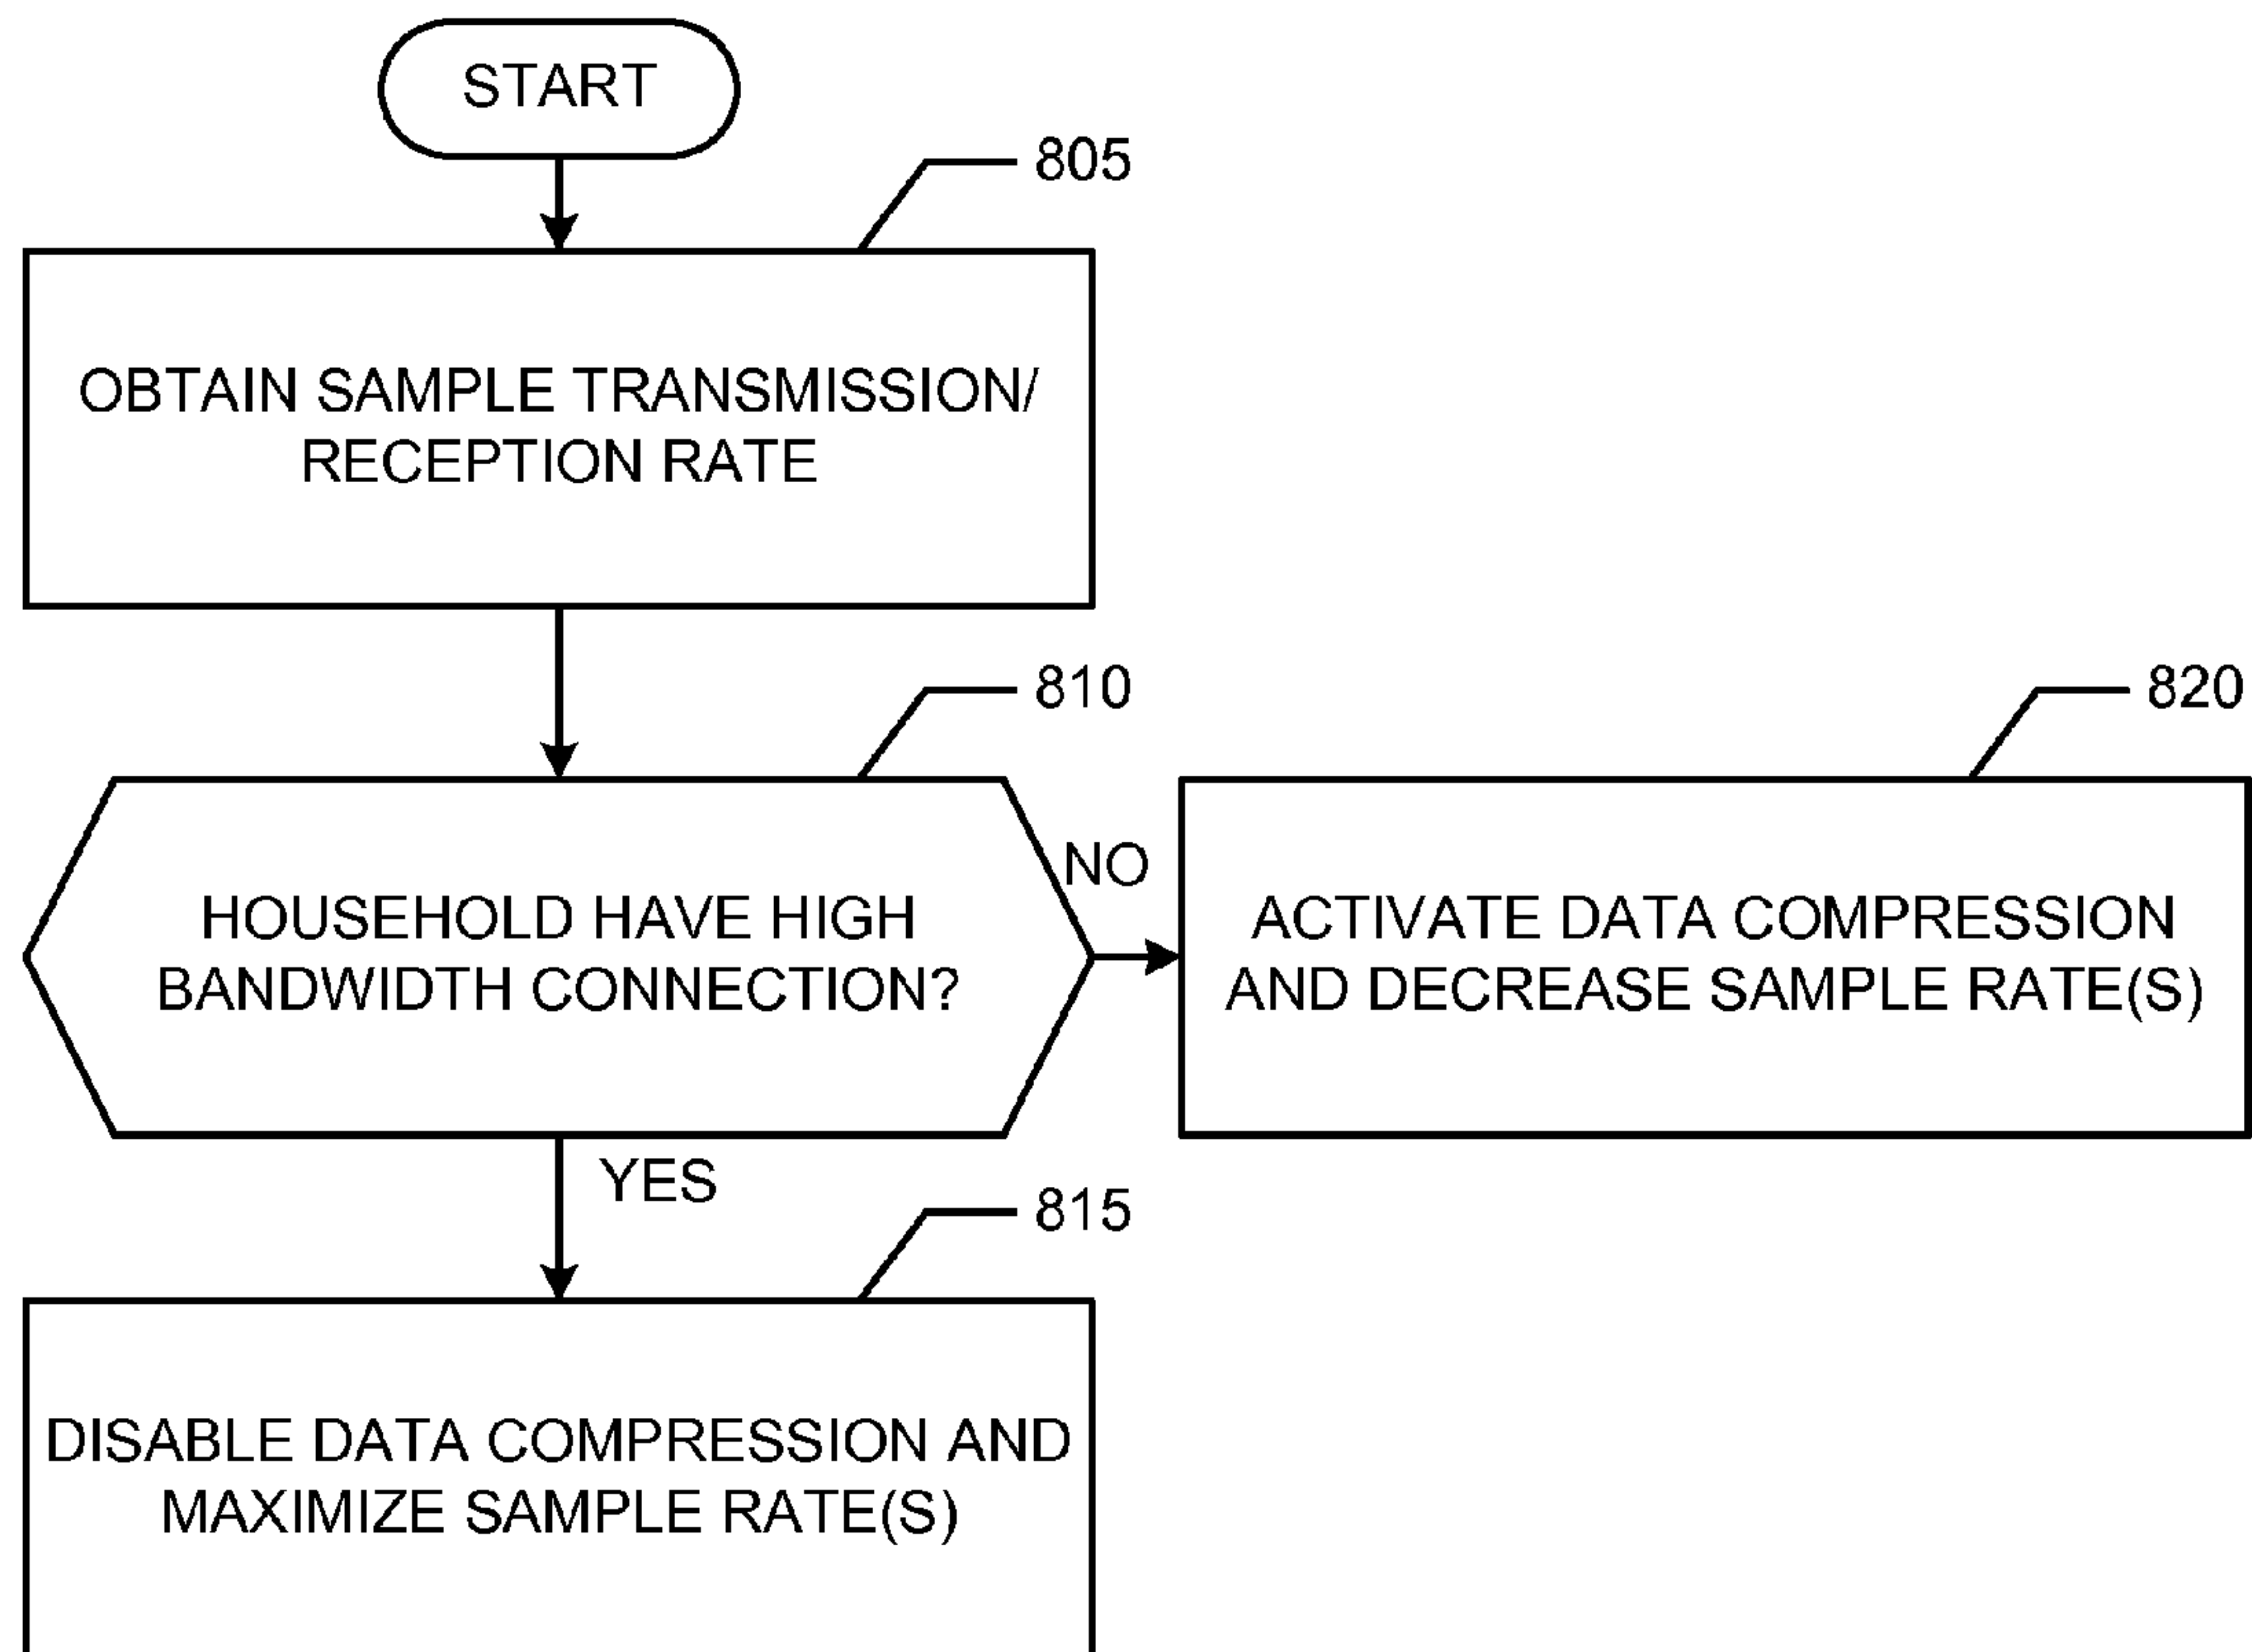 START
805
OBTAIN SAMPLE TRANSMISSION/
RECEPTION RATE
810
HOUSEHOLD HAVE HIGH
BANDWIDTH CONNECTION?
NO
820
ACTIVATE DATA COMPRESSION
AND DECREASE SAMPLE RATE(S)
YES
815
DISABLE DATA COMPRESSION AND
MAXIMIZE SAMPLE RATE(S)